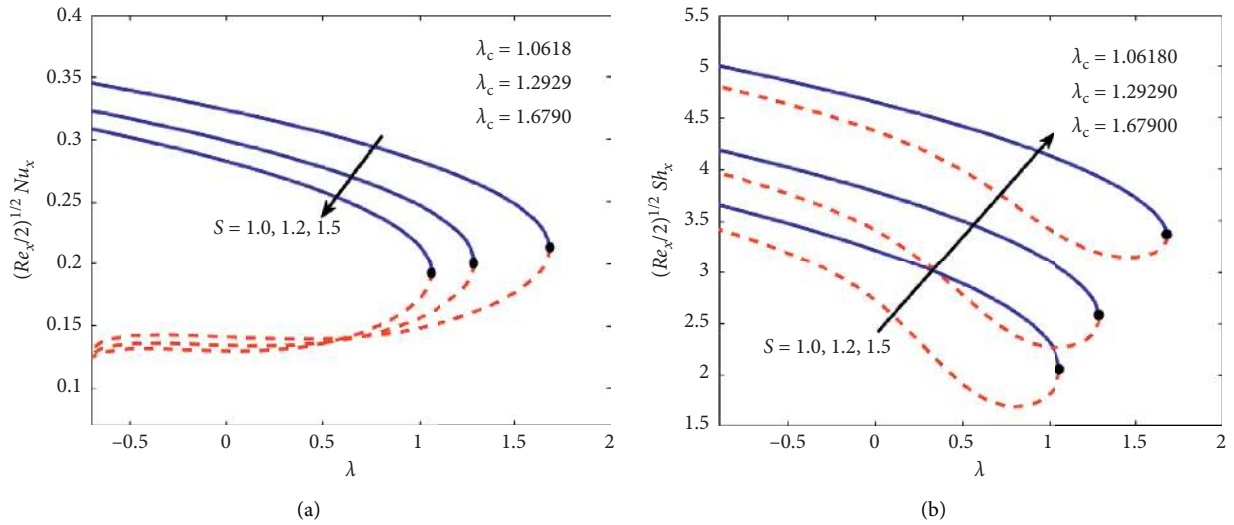 0.4
0.35
0.3
0.25
0.2
0.15
0.1
(Re_x/2)^{1/2} Nu_x
λ_c = 1.0618
λ_c = 1.2929
λ_c = 1.6790
S = 1.0, 1.2, 1.5
−0.5 0 0.5 1 1.5 2
λ
(a)
5.5
5
4.5
4
3.5
3
2.5
2
1.5
(Re_x/2)^{1/2} Sh_x
λ_c = 1.06180
λ_c = 1.29290
λ_c = 1.67900
S = 1.0, 1.2, 1.5
−0.5 0 0.5 1 1.5 2
λ
(b)